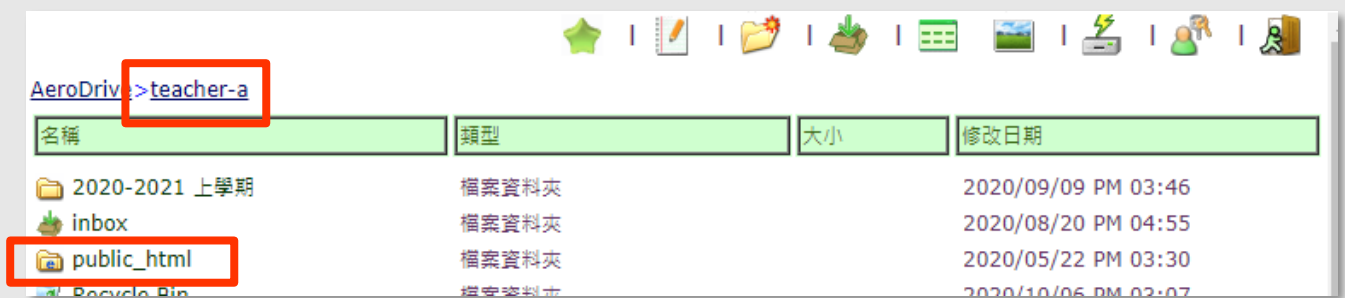 AeroDrive>teacher-a
名稱 類型 大小 修改日期
2020-2021 上學期 檔案資料夾 2020/09/09 PM 03:46
inbox 檔案資料夾 2020/08/20 PM 04:55
public_html 檔案資料夾 2020/05/22 PM 03:30
Recycle Bin 檔案資料夾 2020/10/06 PM 03:07